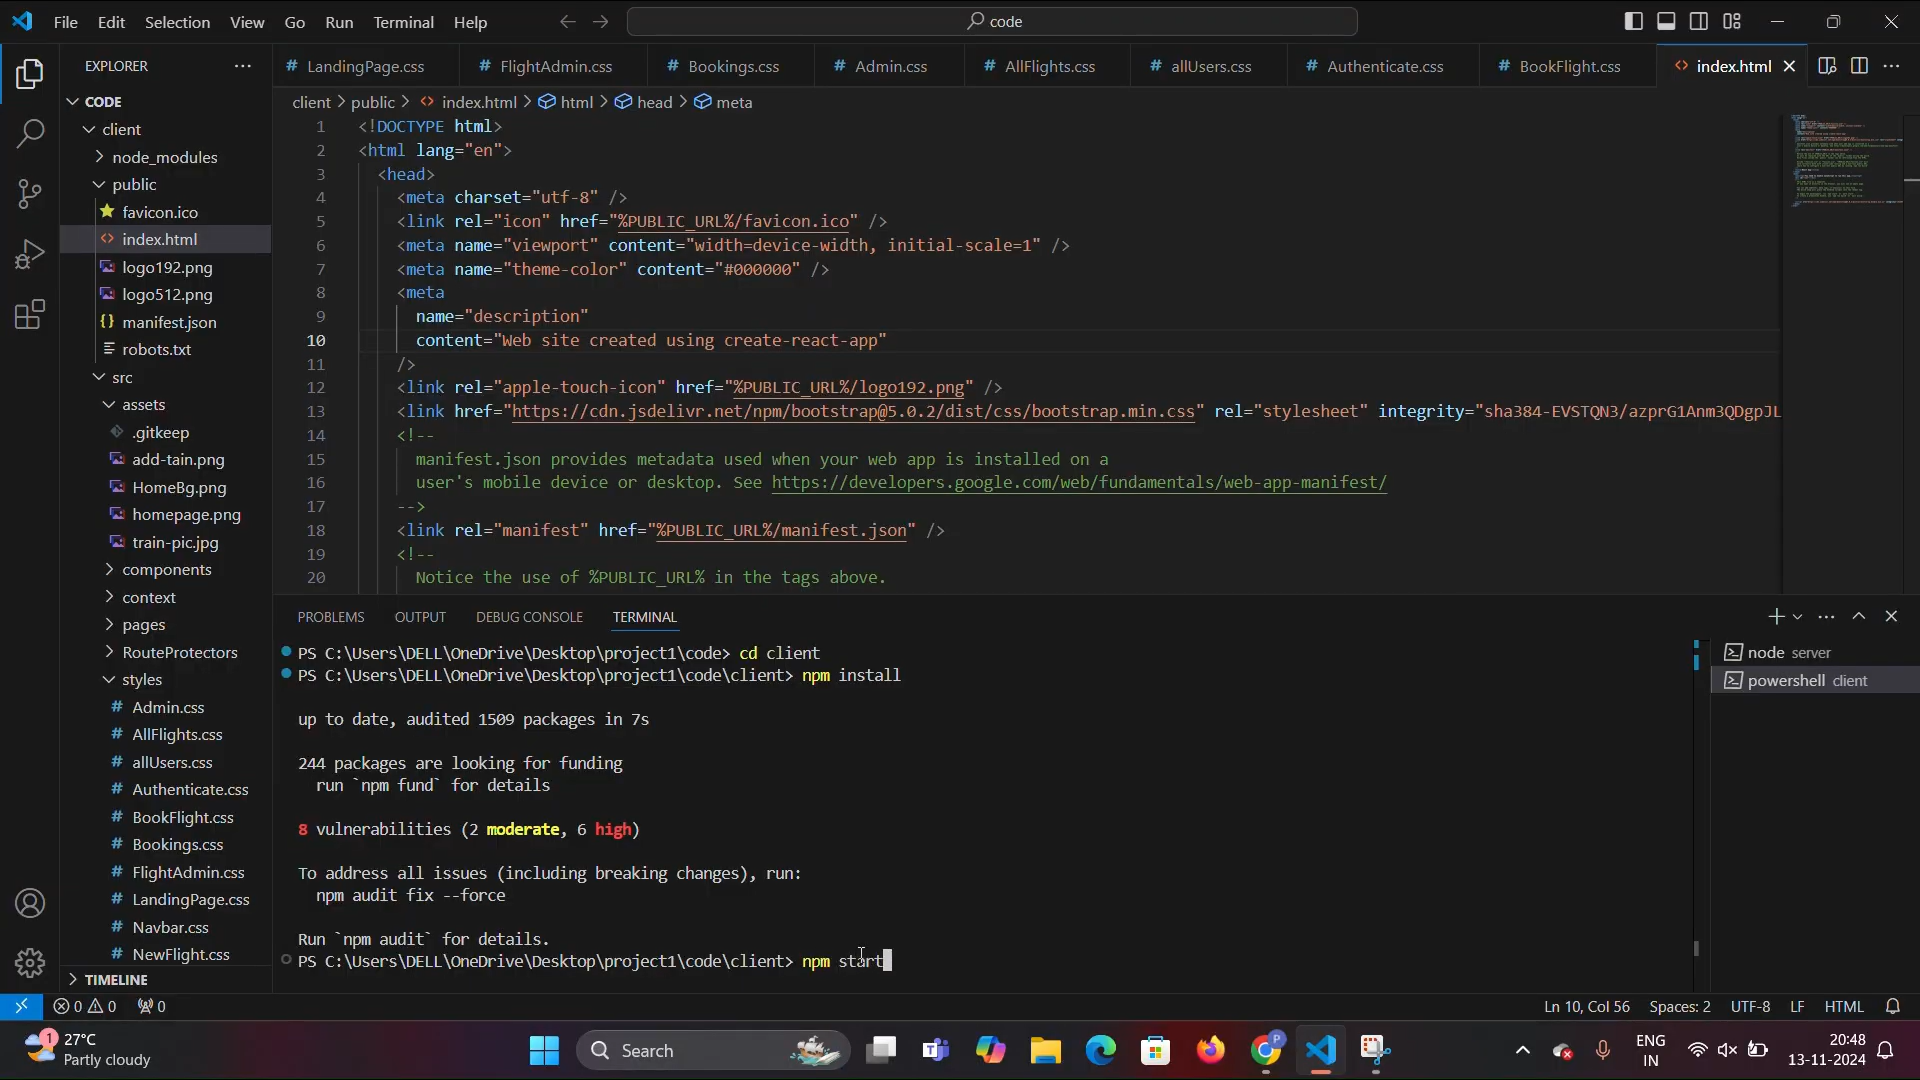 File Edit Selection View Go Run Terminal Help
code
EXPLORER
CODE
client
node_modules
public
favicon.ico
index.html
logo192.png
logo512.png
manifest.json
robots.txt
src
assets
.gitkeep
add-tain.png
HomeBg.png
homepage.png
train-pic.jpg
components
context
pages
RouteProtectors
styles
Admin.css
AllFlights.css
allUsers.css
Authenticate.css
BookFlight.css
Bookings.css
FlightAdmin.css
LandingPage.css
Navbar.css
NewFlight.css
TIMELINE
LandingPage.css FlightAdmin.css Bookings.css Admin.css AllFlights.css allUsers.css Authenticate.css BookFlight.css index.html
client > public > index.html > html > head > meta
1 <!DOCTYPE html>
2 <html lang="en">
3 <head>
4 <meta charset="utf-8" />
5 <link rel="icon" href="%PUBLIC_URL%/favicon.ico" />
6 <meta name="viewport" content="width=device-width, initial-scale=1" />
7 <meta name="theme-color" content="#000000" />
8 <meta
9 name="description"
10 content="Web site created using create-react-app"
11 />
12 <link rel="apple-touch-icon" href="%PUBLIC_URL%/logo192.png" />
13 <link href="https://cdn.jsdelivr.net/npm/bootstrap@5.0.2/dist/css/bootstrap.min.css" rel="stylesheet" integrity="sha384-EVSTQN3/azprG1Anm3QDgpJL
14 <!--
15 manifest.json provides metadata used when your web app is installed on a
16 user's mobile device or desktop. See https://developers.google.com/web/fundamentals/web-app-manifest/
17 -->
18 <link rel="manifest" href="%PUBLIC_URL%/manifest.json" />
19 <!--
20 Notice the use of %PUBLIC_URL% in the tags above.
PROBLEMS OUTPUT DEBUG CONSOLE TERMINAL
PS C:\Users\DELL\OneDrive\Desktop\project1\code> cd client
PS C:\Users\DELL\OneDrive\Desktop\project1\code\client> npm install
up to date, audited 1509 packages in 7s
244 packages are looking for funding
run `npm fund` for details
8 vulnerabilities (2 moderate, 6 high)
To address all issues (including breaking changes), run:
npm audit fix --force
Run `npm audit` for details.
PS C:\Users\DELL\OneDrive\Desktop\project1\code\client> npm start
node server
powershell client
0 0 0
Ln 10, Col 56 Spaces: 2 UTF-8 LF HTML
1
27°C
Partly cloudy
Search
ENG
IN
20:48
13-11-2024